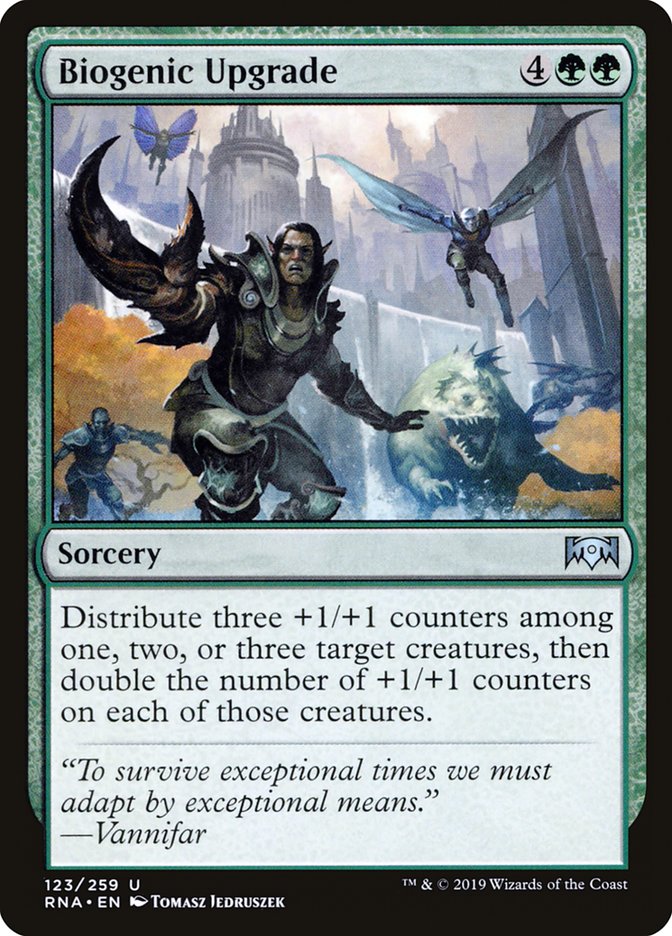 Biogenic Upgrade 4
Sorcery
Distribute three +1/+1 counters among
one, two, or three target creatures, then
double the number of +1/+1 counters
on each of those creatures.
“To survive exceptional times we must
adapt by exceptional means.”
—Vannifar
123/259 U
RNA • EN Tomasz Jedruszek
™ & © 2019 Wizards of the Coast